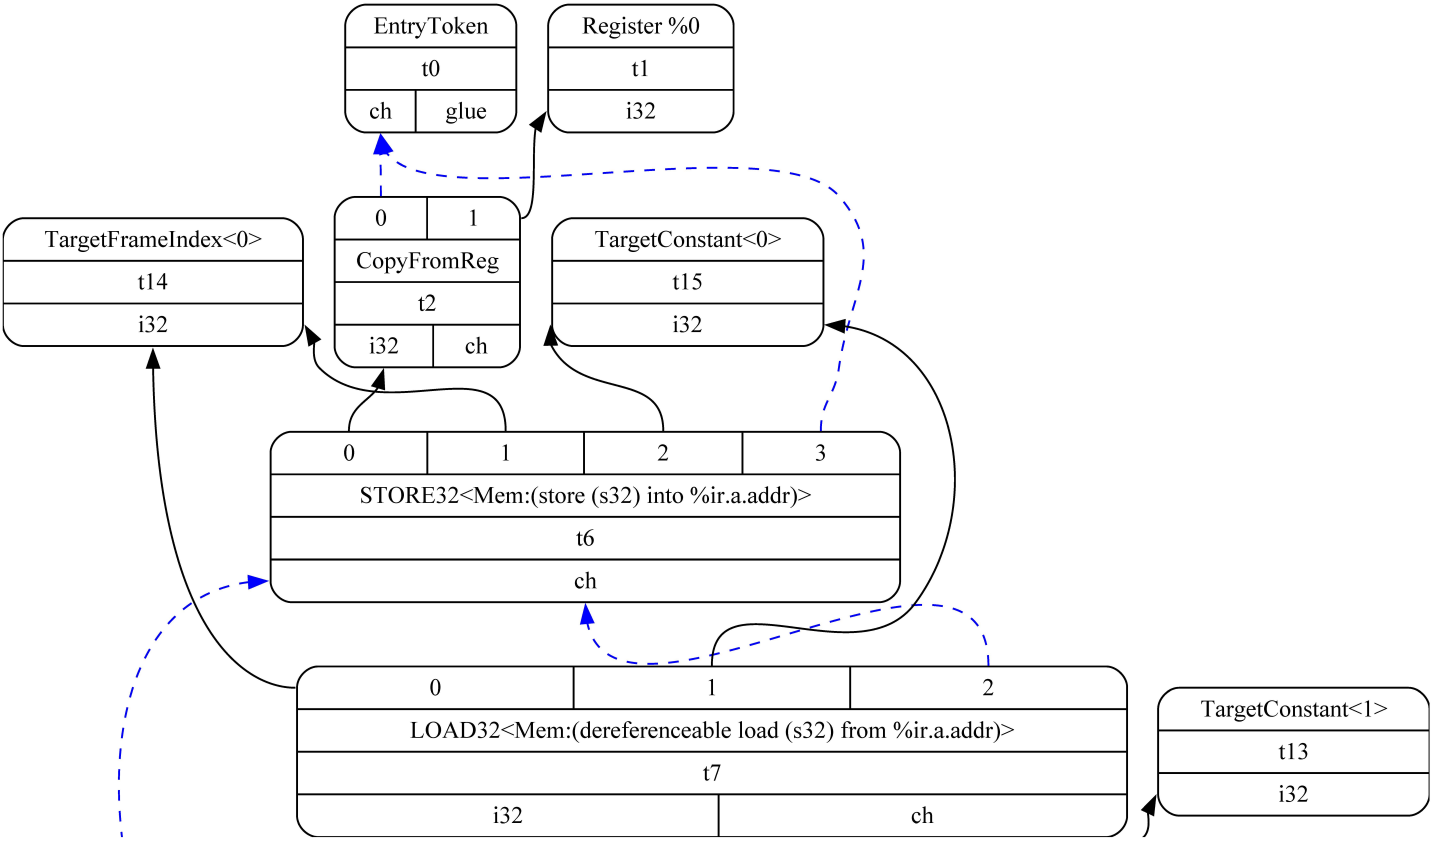 EntryToken
t0
ch glue
Register %0
t1
i32
0 1
CopyFromReg
t2
i32 ch
TargetFrameIndex<0>
t14
i32
TargetConstant<0>
t15
i32
0 1 2 3
STORE32<Mem:(store (s32) into %ir.a.addr)>
t6
ch
0 1 2
LOAD32<Mem:(dereferenceable load (s32) from %ir.a.addr)>
t7
i32 ch
TargetConstant<1>
t13
i32